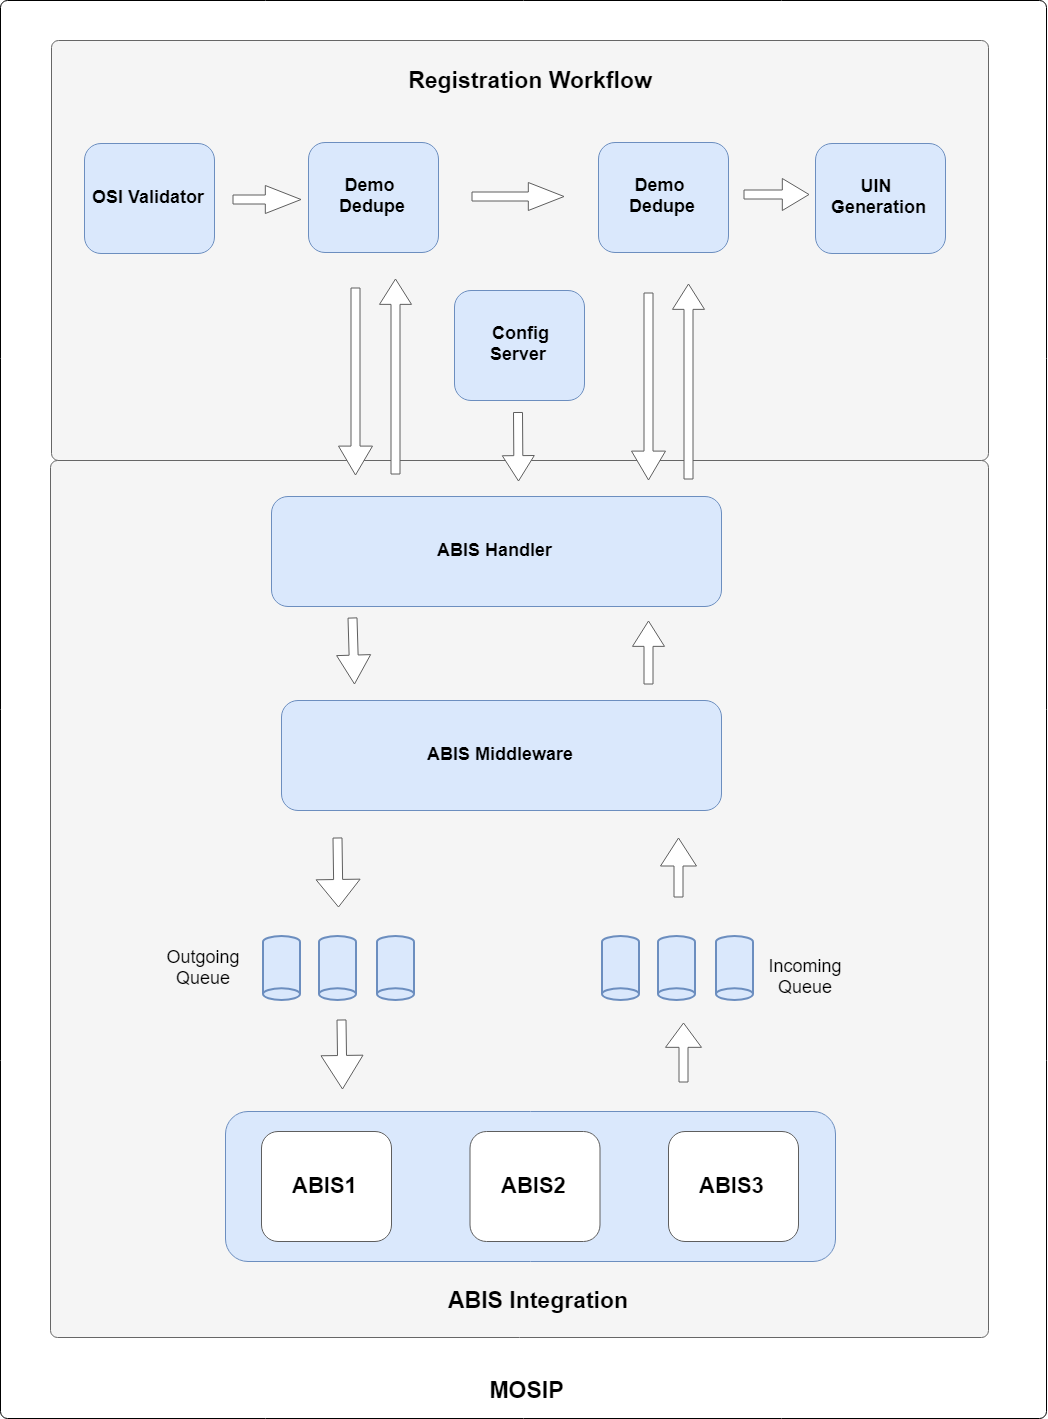 Registration Workflow
OSI Validator
Demo
Dedupe
Demo
Dedupe
UIN
Generation
Config
Server
ABIS Handler
ABIS Middleware
Outgoing
Queue
Incoming
Queue
ABIS1
ABIS2
ABIS3
ABIS Integration
MOSIP